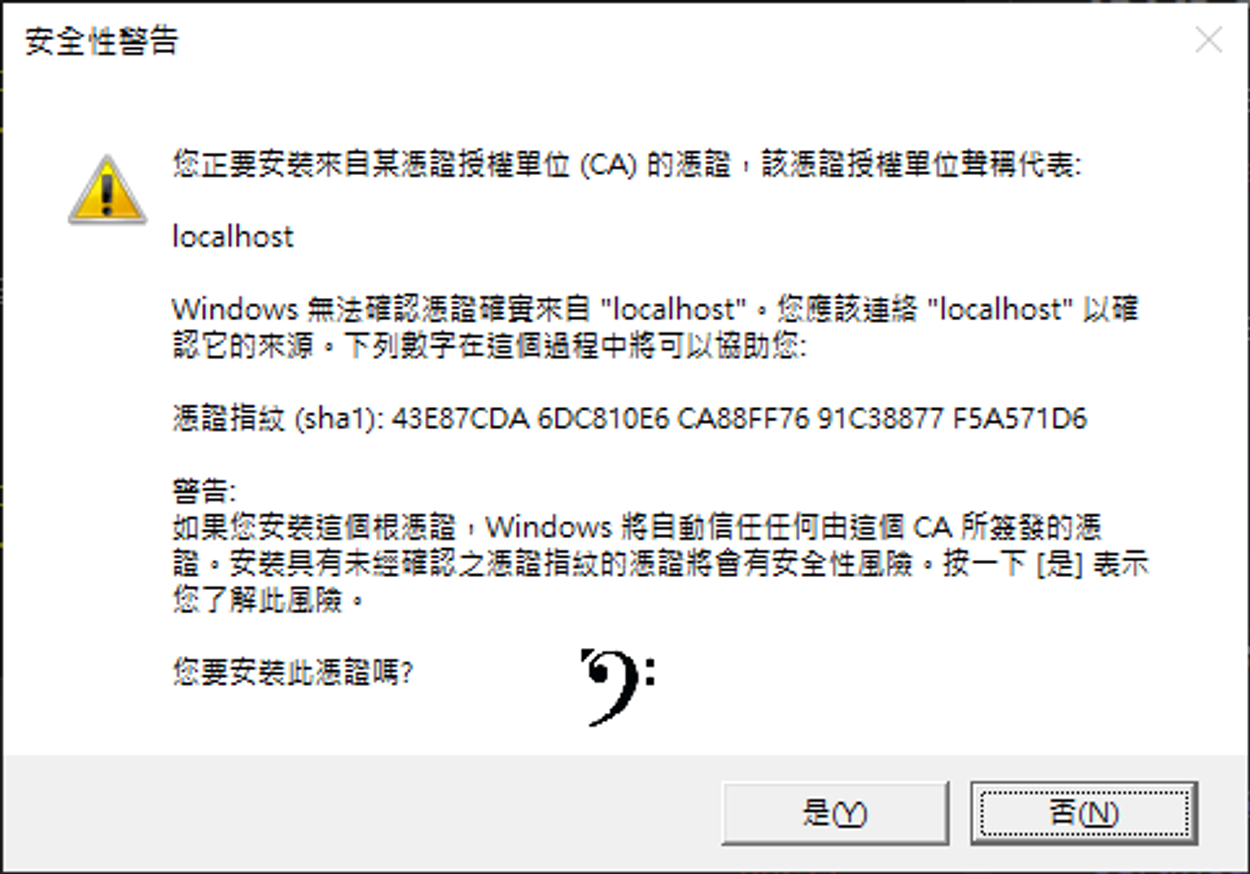 安全性警告
您正要安裝來自某憑證授權單位 (CA) 的憑證，該憑證授權單位聲稱代表:
localhost
Windows 無法確認憑證確實來自 "localhost"。您應該連絡 "localhost" 以確
認它的來源。下列數字在這個過程中將可以協助您:
憑證指紋 (sha1): 43E87CDA 6DC810E6 CA88FF76 91C38877 F5A571D6
警告:
如果您安裝這個根憑證，Windows 將自動信任任何由這個 CA 所簽發的憑
證。安裝具有未經確認之憑證指紋的憑證將會有安全性風險。按一下 [是] 表示
您了解此風險。
您要安裝此憑證嗎?
是(Y)
否(N)